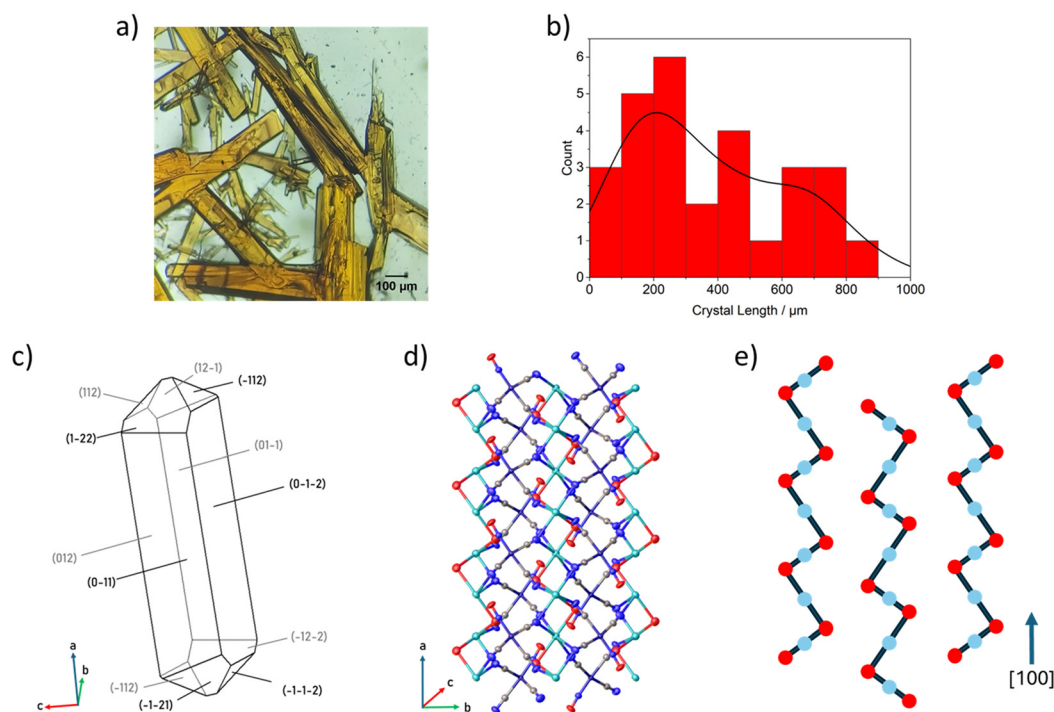 a)
100 µm
b)
6
5
4
3
2
1
0
Count
0 200 400 600 800 1000
Crystal Length / µm
c)
(12-1)
(112)
(-112)
(1-22)
(01-1)
(0-1-2)
(012)
(0-11)
(-12-2)
(-112)
(-1-21)
(-1-1-2)
a
b
c
d)
a
c
b
e)
[100]